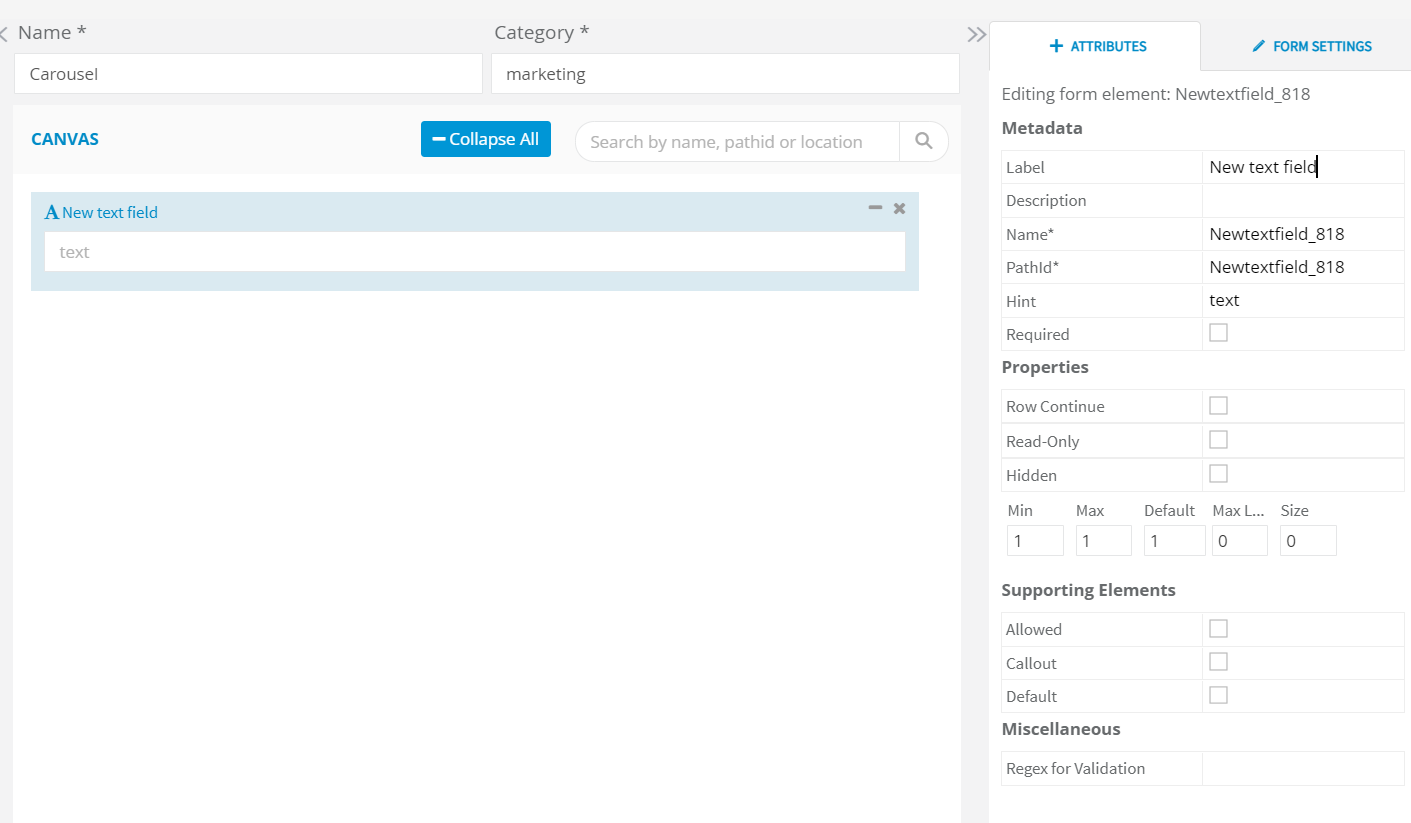 Name *
Category *
Carousel
marketing
CANVAS
Collapse All
Search by name, pathid or location
A New text field
text
ATTRIBUTES
FORM SETTINGS
Editing form element: Newtextfield_818
Metadata
Label New text field
Description
Name* Newtextfield_818
PathId* Newtextfield_818
Hint text
Required
Properties
Row Continue
Read-Only
Hidden
Min Max Default Max L... Size
1 1 1 0 0
Supporting Elements
Allowed
Callout
Default
Miscellaneous
Regex for Validation